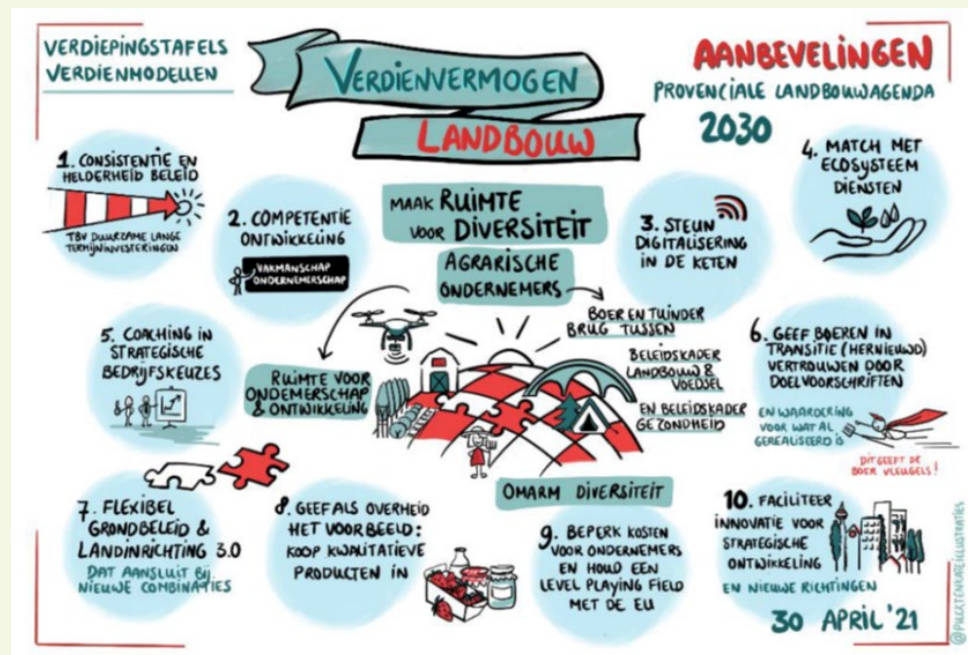 VERDIEPINGSTAFELS
VERDIENMODELLEN
VERDIENVERMOGEN
LANDBOUW
AANBEVELINGEN
PROVENCIALE LANDBOUWAGENDA
2030
1. CONSISTENTIE EN
HELDERHEID BELEID
TBV DUURZAME LANGE
TERMIJNINVESTERINGEN
2. COMPETENTIE
ONTWIKKELING
VAKMANSCHAP
ONDERNEMERSCHAP
MAAK RUIMTE
VOOR DIVERSITEIT
AGRARISCHE
ONDERNEMERS
3. STEUN
DIGITALISERING
IN DE KETEN
4. MATCH MET
ECOSYSTEEM
DIENSTEN
5. COACHING IN
STRATEGISCHE
BEDRIJFSKEUZES
RUIMTE VOOR
ONDEMERSCHAP
& ONTWIKKELING
BOER EN TUINDER
BRUG TUSSEN
BELEIDSKADER
LANDBOUW &
VOEDSEL
EN BELEIDSKADER
GEZONDHEID
6. GEEF BOEREN IN
TRANSITIE (HERNIEUWD)
VERTROUWEN DOOR
DOELVOORSCHRIFTEN
EN WAARDERING
VOOR WAT AL
GEREALISEERD IS
DIT GEEFT DE
BOER VLEUGELS!
OMARM DIVERSITEIT
7. FLEXIBEL
GRONDBELEID &
LANDINRICHTING 3.0
DAT AANSLUIT BIJ
NIEUWE COMBINATIES
8. GEEF ALS OVERHEID
HET VOORBEELD:
KOOP KWALITATIEVE
PRODUCTEN IN
9. BEPERK KOSTEN
VOOR ONDERNEMERS
EN HOUD EEN
LEVEL PLAYING FIELD
MET DE EU
10. FACILITEER
INNOVATIE VOOR
STRATEGISCHE
ONTWIKKELING
EN NIEUWE RICHTINGEN
30 APRIL '21